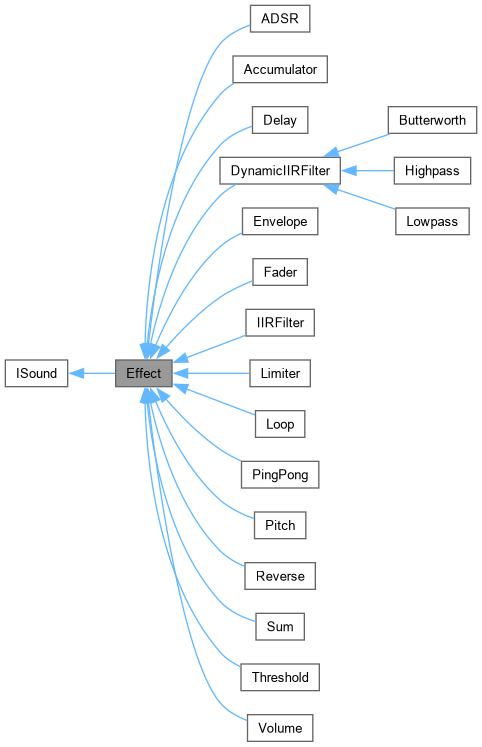 ISound
Effect
ADSR
Accumulator
Delay
DynamicIIRFilter
Butterworth
Highpass
Lowpass
Envelope
Fader
IIRFilter
Limiter
Loop
PingPong
Pitch
Reverse
Sum
Threshold
Volume